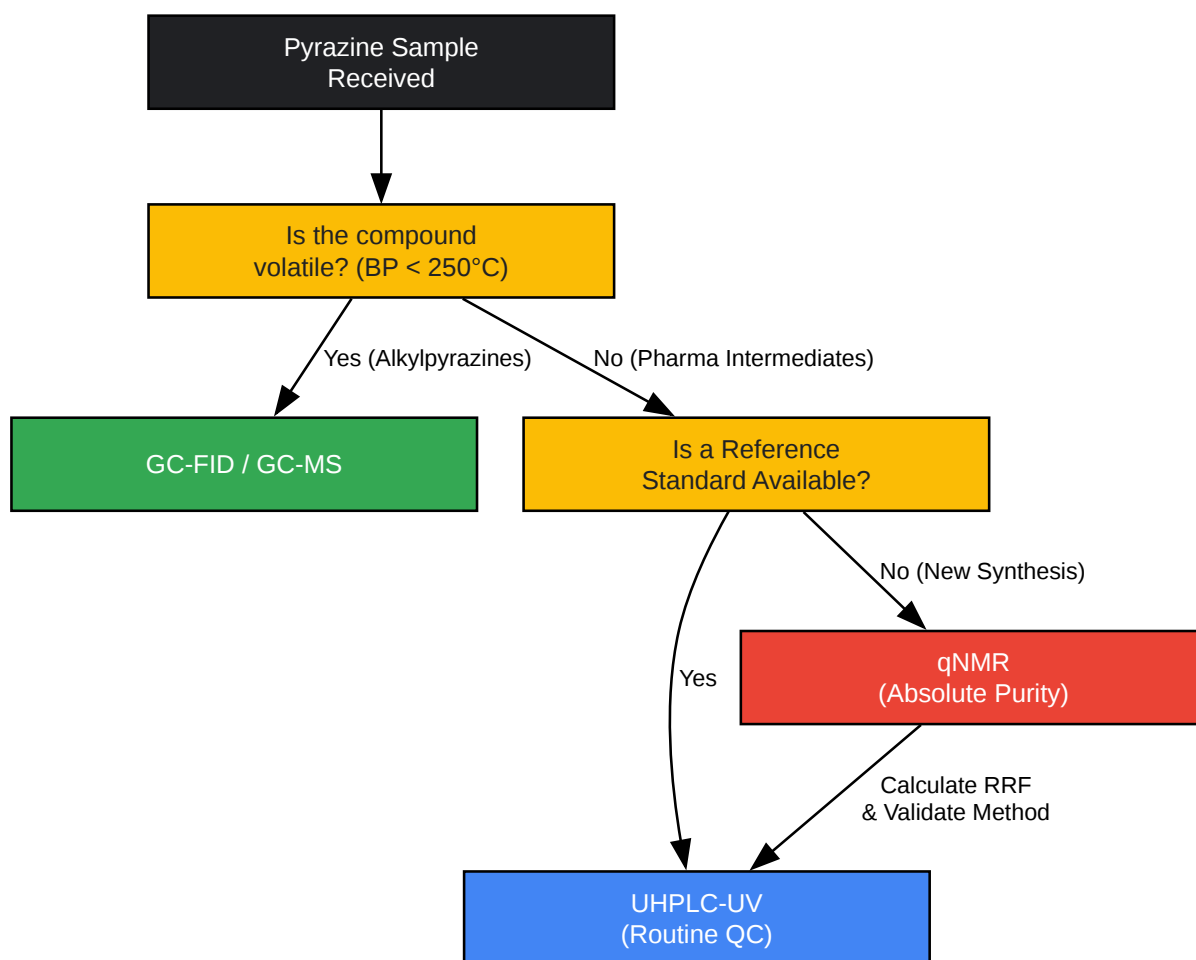 Pyrazine Sample
Received
Is the compound
volatile? (BP < 250°C)
Yes (Alkylpyrazines)
No (Pharma Intermediates)
GC-FID / GC-MS
Is a Reference
Standard Available?
No (New Synthesis)
Yes
qNMR
(Absolute Purity)
Calculate RRF
& Validate Method
UHPLC-UV
(Routine QC)